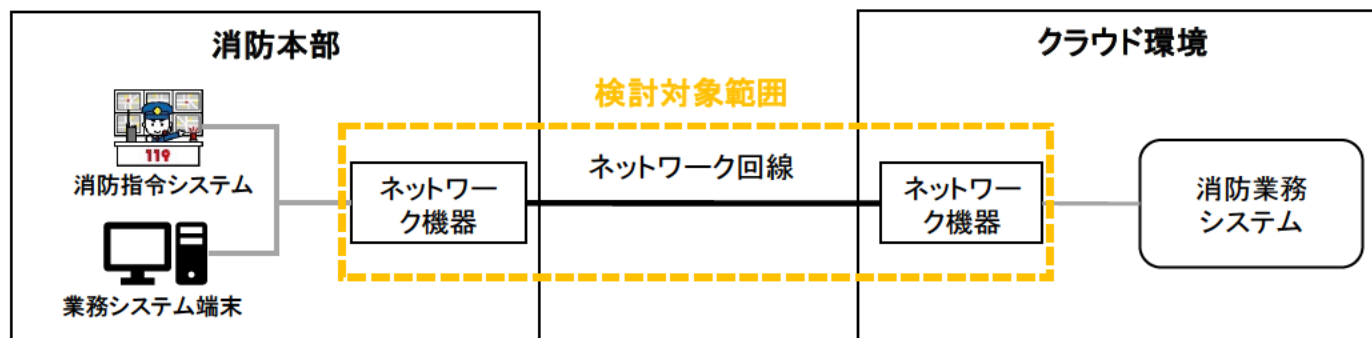 消防本部
クラウド環境
検討対象範囲
119
消防指令システム
業務システム端末
ネットワー
ク機器
ネットワーク回線
ネットワー
ク機器
消防業務
システム